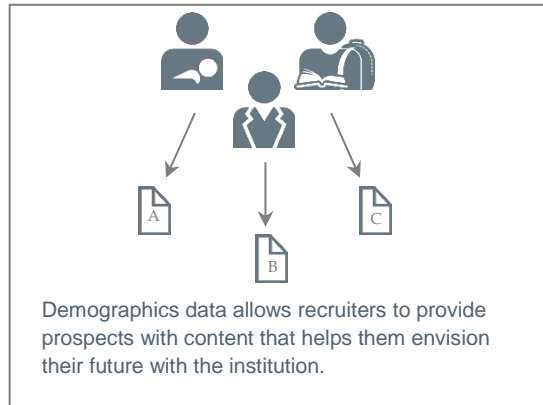 A
C
B
Demographics data allows recruiters to provide
prospects with content that helps them envision
their future with the institution.